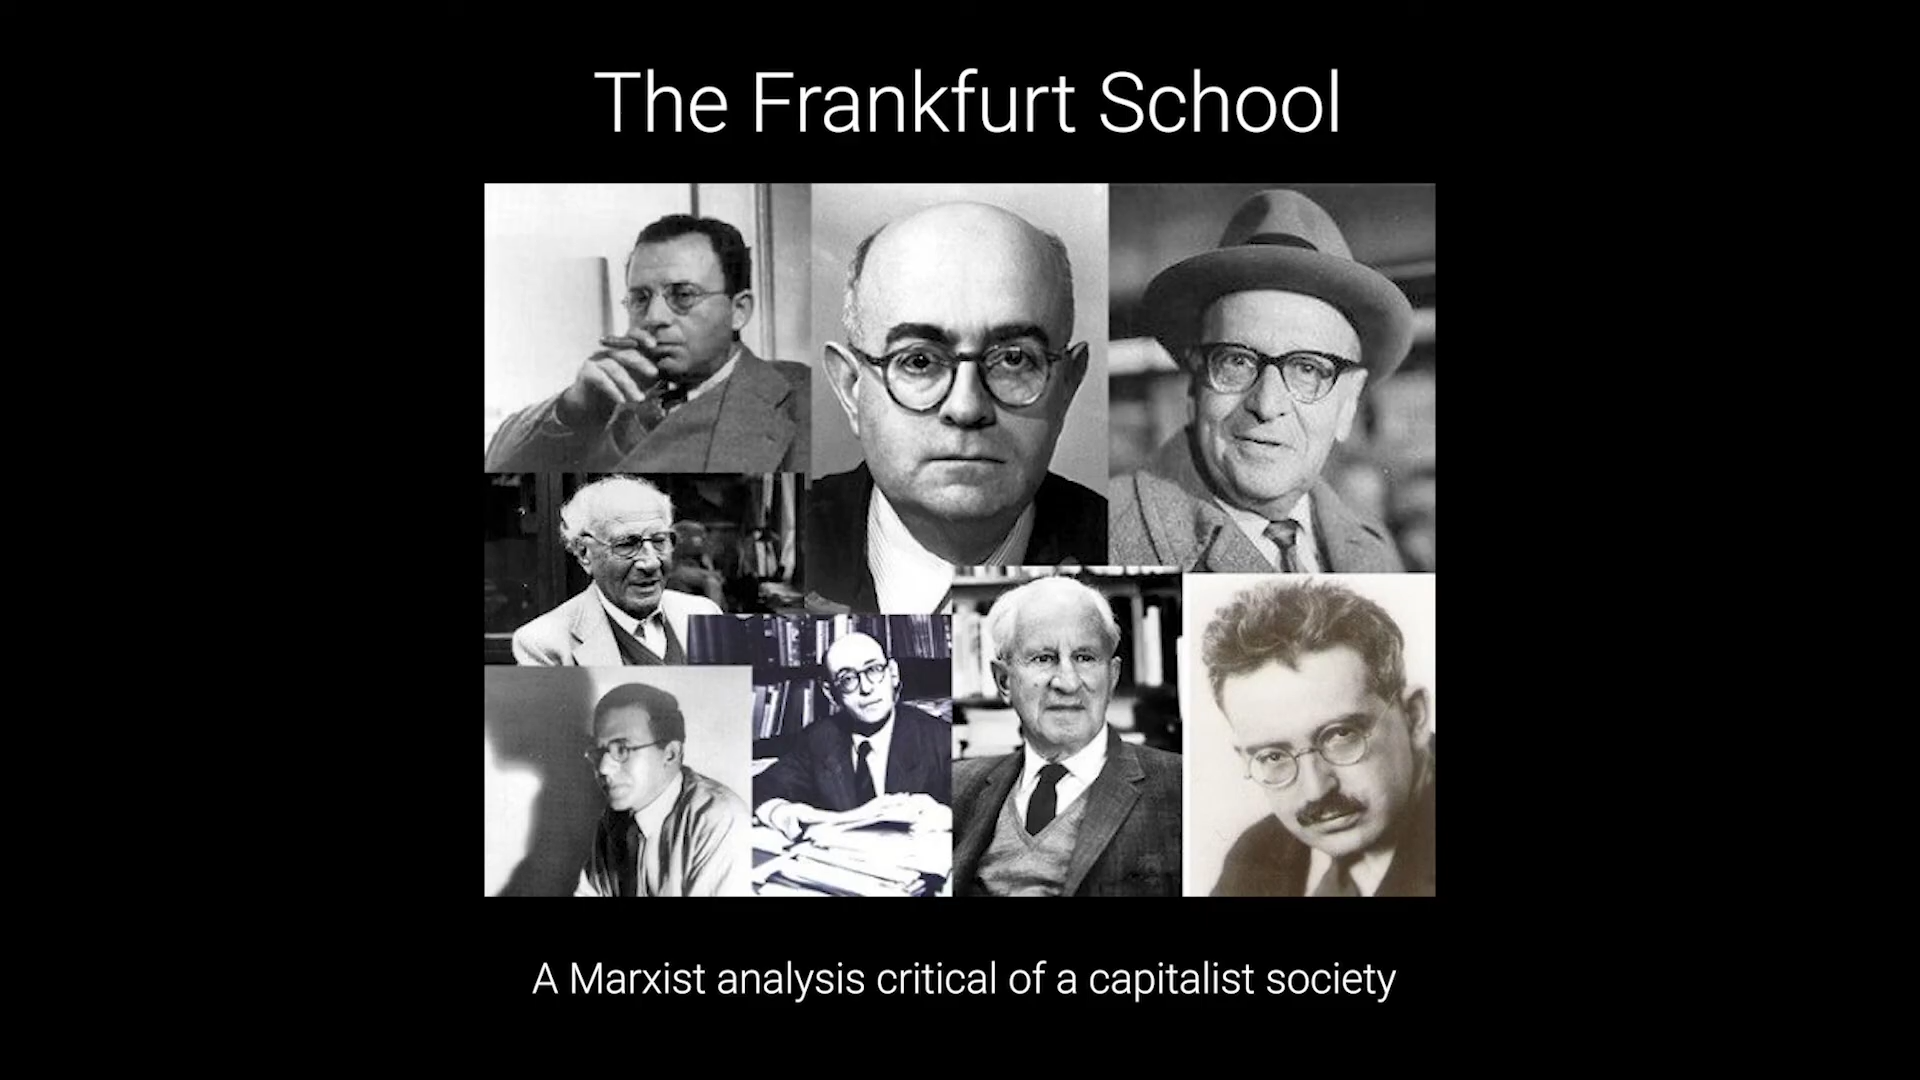 The Frankfurt School
A Marxist analysis critical of a capitalist society